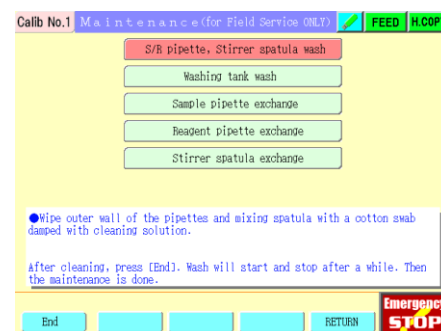 Calib No.1 Maintenance(for Field Service ONLY) FEED H.COP
S/R pipette, Stirrer spatula wash
Washing tank wash
Sample pipette exchange
Reagent pipette exchange
Stirrer spatula exchange
●Wipe outer wall of the pipettes and mixing spatula with a cotton swab
damped with cleaning solution.
After cleaning, press [End]. Wash will start and stop after a while. Then
the maintenance is done.
End RETURN Emergency
STOP